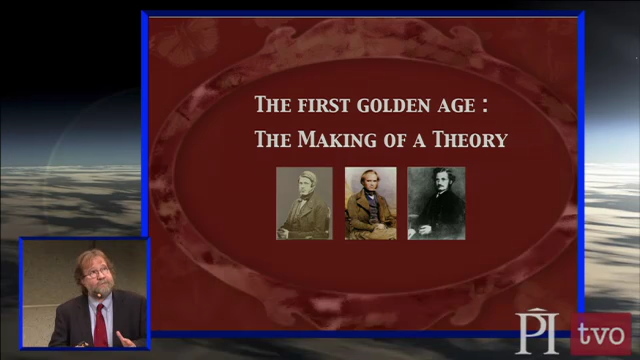 The first golden age :
The Making of a Theory
PI
tvo